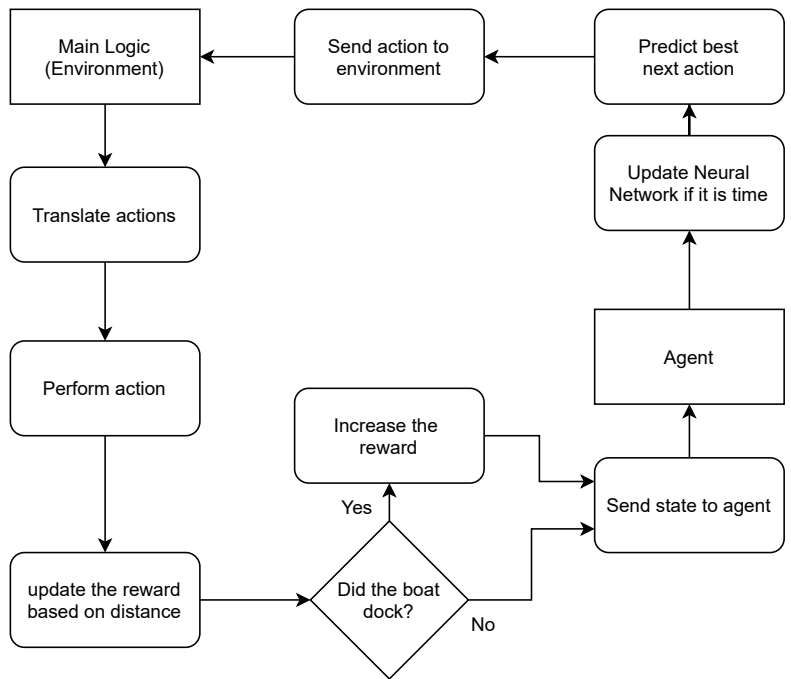 Main Logic
(Environment)
Send action to
environment
Predict best
next action
Translate actions
Update Neural
Network if it is time
Perform action
Agent
Increase the
reward
Send state to agent
Yes
update the reward
based on distance
Did the boat
dock?
No